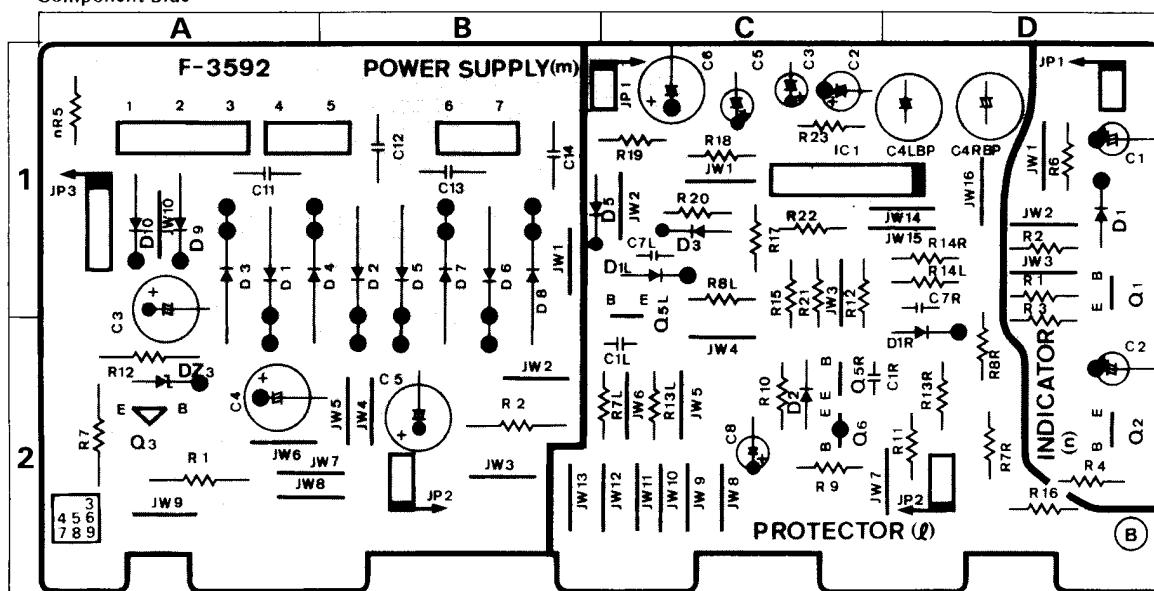 A B C D
1
2
F-3592 POWER SUPPLY(m)
nR5
1 2 3 4 5 6 7
C12
C14
C11
C13
JP3
D10
JW10
D9
D3
D1
D4
D2
D5
D7
D6
D8
JW1
C3
R12
DZ3
E B
Q3
R7
R1
C4
JW5
JW4
C5
JW2
R2
JW6
JW7
JW8
JW3
JW9
JP2
3
4 5 6
7 8 9
JP1
C6
C5
C3
C2
R19
R18
R23
IC1
C4LBP
C4RBP
JW1
D5
JW2
R20
D3
R17
R22
JW14
JW15
JW16
C7L
D1L
R14R
R14L
R8L
R15
R21
JW3
R12
C7R
B E
Q5L
C1L
JW4
D1R
R8R
R7L
JW6
R13L
JW5
R10
D2
B
E
Q5R
C1R
R13R
E
B
Q6
C8
R11
R7R
R9
JW13
JW12
JW11
JW10
JW9
JW8
JW7
JP2
PROTECTOR (ℓ)
JP1
JW1
R6
C1
D1
JW2
R2
JW3
R1
R3
B
E
Q1
C2
INDICATOR
(n)
E
B
Q2
R4
R16
B